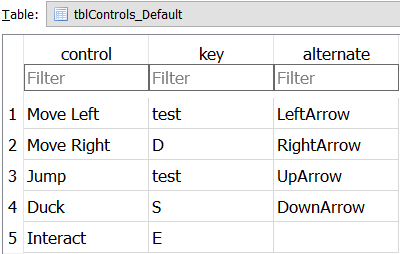 Table: tblControls_Default
control key alternate
Filter Filter Filter
1 Move Left test LeftArrow
2 Move Right D RightArrow
3 Jump test UpArrow
4 Duck S DownArrow
5 Interact E